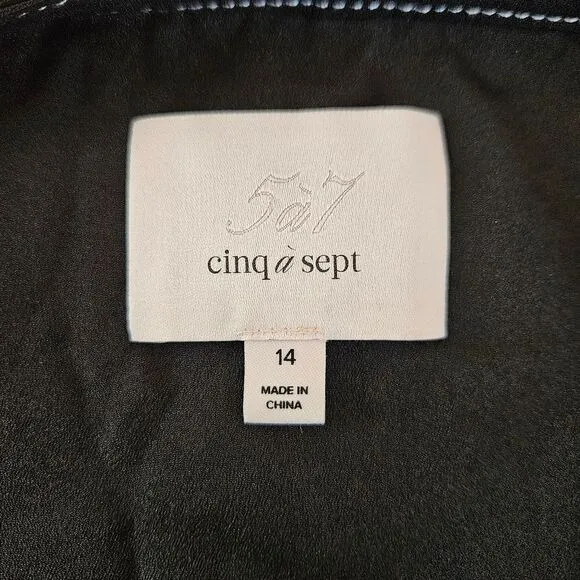 5à7
cinq à sept
14
MADE IN
CHINA